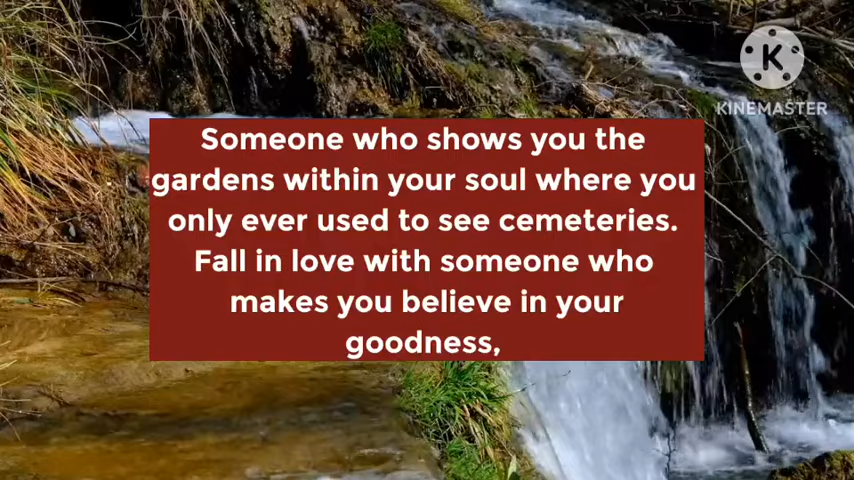 K
KINEMASTER
Someone who shows you the
gardens within your soul where you
only ever used to see cemeteries.
Fall in love with someone who
makes you believe in your
goodness,